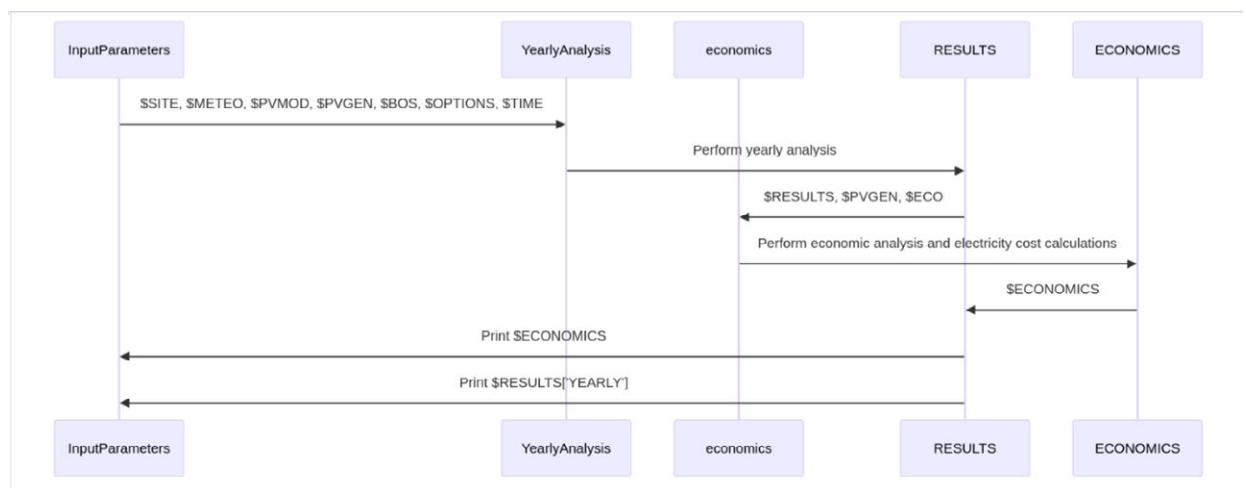 InputParameters
YearlyAnalysis
economics
RESULTS
ECONOMICS
$SITE, $METEO, $PVMOD, $PVGEN, $BOS, $OPTIONS, $TIME
Perform yearly analysis
$RESULTS, $PVGEN, $ECO
Perform economic analysis and electricity cost calculations
$ECONOMICS
Print $ECONOMICS
Print $RESULTS['YEARLY']
InputParameters
YearlyAnalysis
economics
RESULTS
ECONOMICS